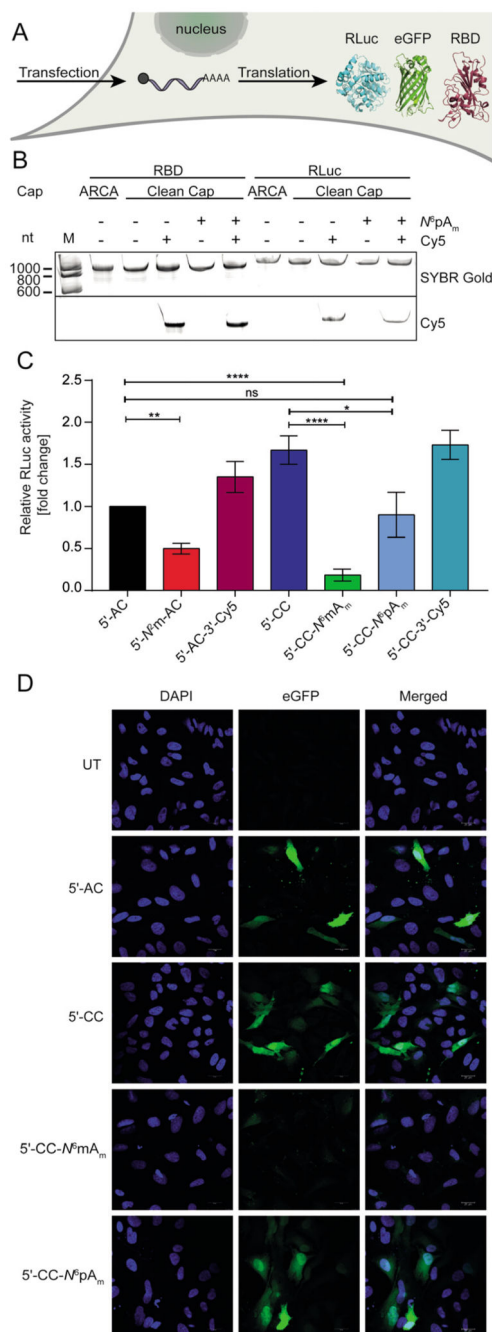 A
nucleus
RLuc eGFP RBD
Transfection
AAAA
Translation
B
RBD RLuc
Cap ARCA Clean Cap ARCA Clean Cap
- - - + + - - - + + N⁶pAₘ
nt M - - + - + - - + - + Cy5
1000
800
600
SYBR Gold
Cy5
C
Relative RLuc activity
[fold change]
2.5
2.0
1.5
1.0
0.5
0.0
****
ns
*
**
****
5'-AC
5'-N²m-AC
5'-AC-3'-Cy5
5'-CC
5'-CC-N⁶mAₘ
5'-CC-N⁶pAₘ
5'-CC-3'-Cy5
D
DAPI eGFP Merged
UT
5'-AC
5'-CC
5'-CC-N⁶mAₘ
5'-CC-N⁶pAₘ